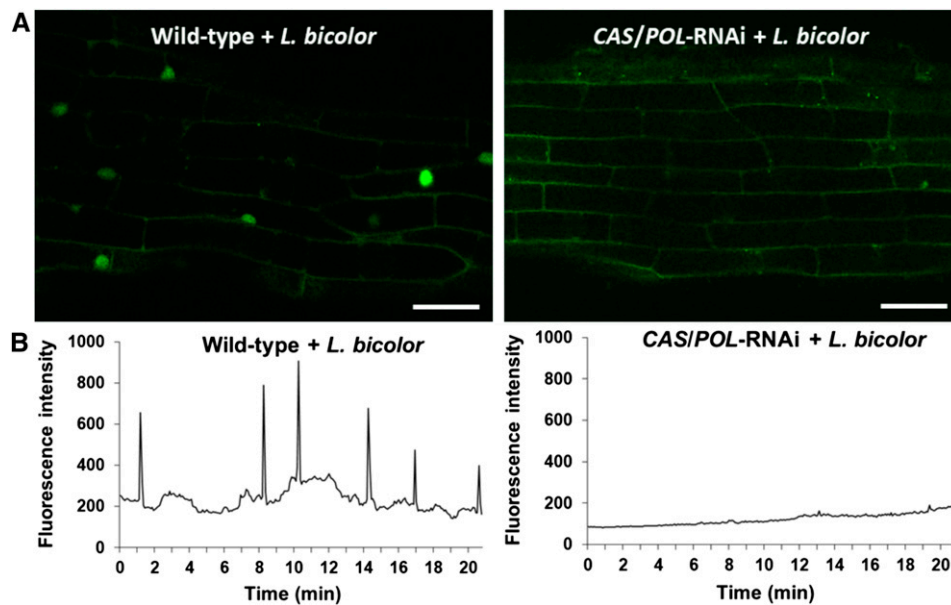 A
Wild-type + L. bicolor
CAS/POL-RNAi + L. bicolor
B
Wild-type + L. bicolor
Fluorescence intensity
1000
800
600
400
200
0
0 2 4 6 8 10 12 14 16 18 20
Time (min)
CAS/POL-RNAi + L. bicolor
Fluorescence intensity
1000
800
600
400
200
0
0 2 4 6 8 10 12 14 16 18 20
Time (min)